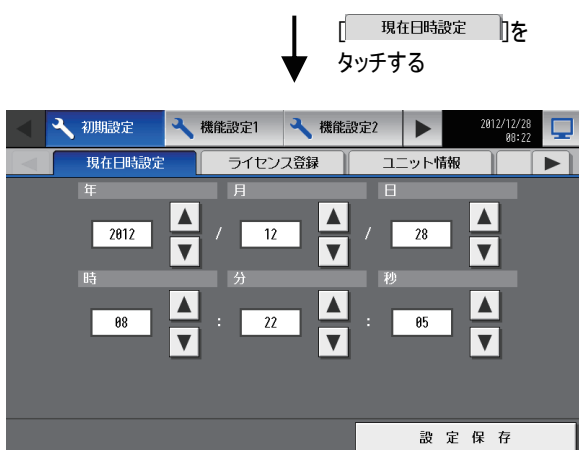 [現在日時設定]を
タッチする
初期設定 機能設定1 機能設定2 2012/12/28
08:22
現在日時設定 ライセンス登録 ユニット情報
年 月 日
2012 / 12 / 28
時 分 秒
08 : 22 : 05
設定保存